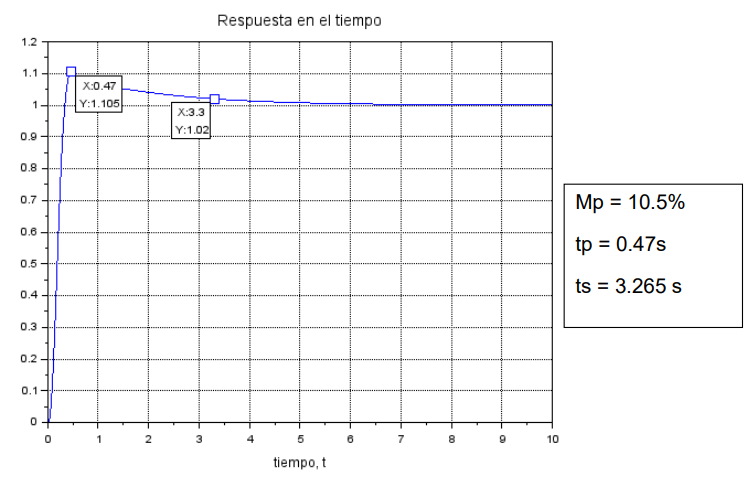 Respuesta en el tiempo
1.2
1.1
1
0.9
0.8
0.7
0.6
0.5
0.4
0.3
0.2
0.1
0
X:0.47
Y:1.105
X:3.3
Y:1.02
0 1 2 3 4 5 6 7 8 9 10
tiempo, t
Mp = 10.5%
tp = 0.47s
ts = 3.265 s